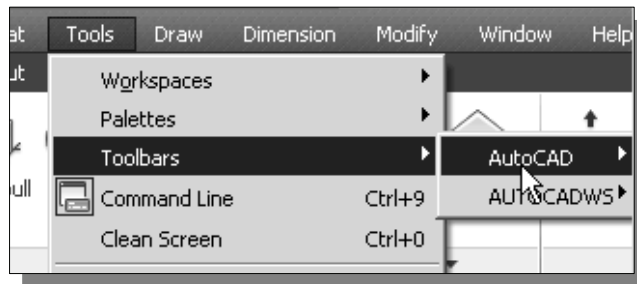 at Tools Draw Dimension Modify Window Help
ut
Workspaces
Palettes
Toolbars AutoCAD
ull Command Line Ctrl+9 AUTOCADWS
Clean Screen Ctrl+0